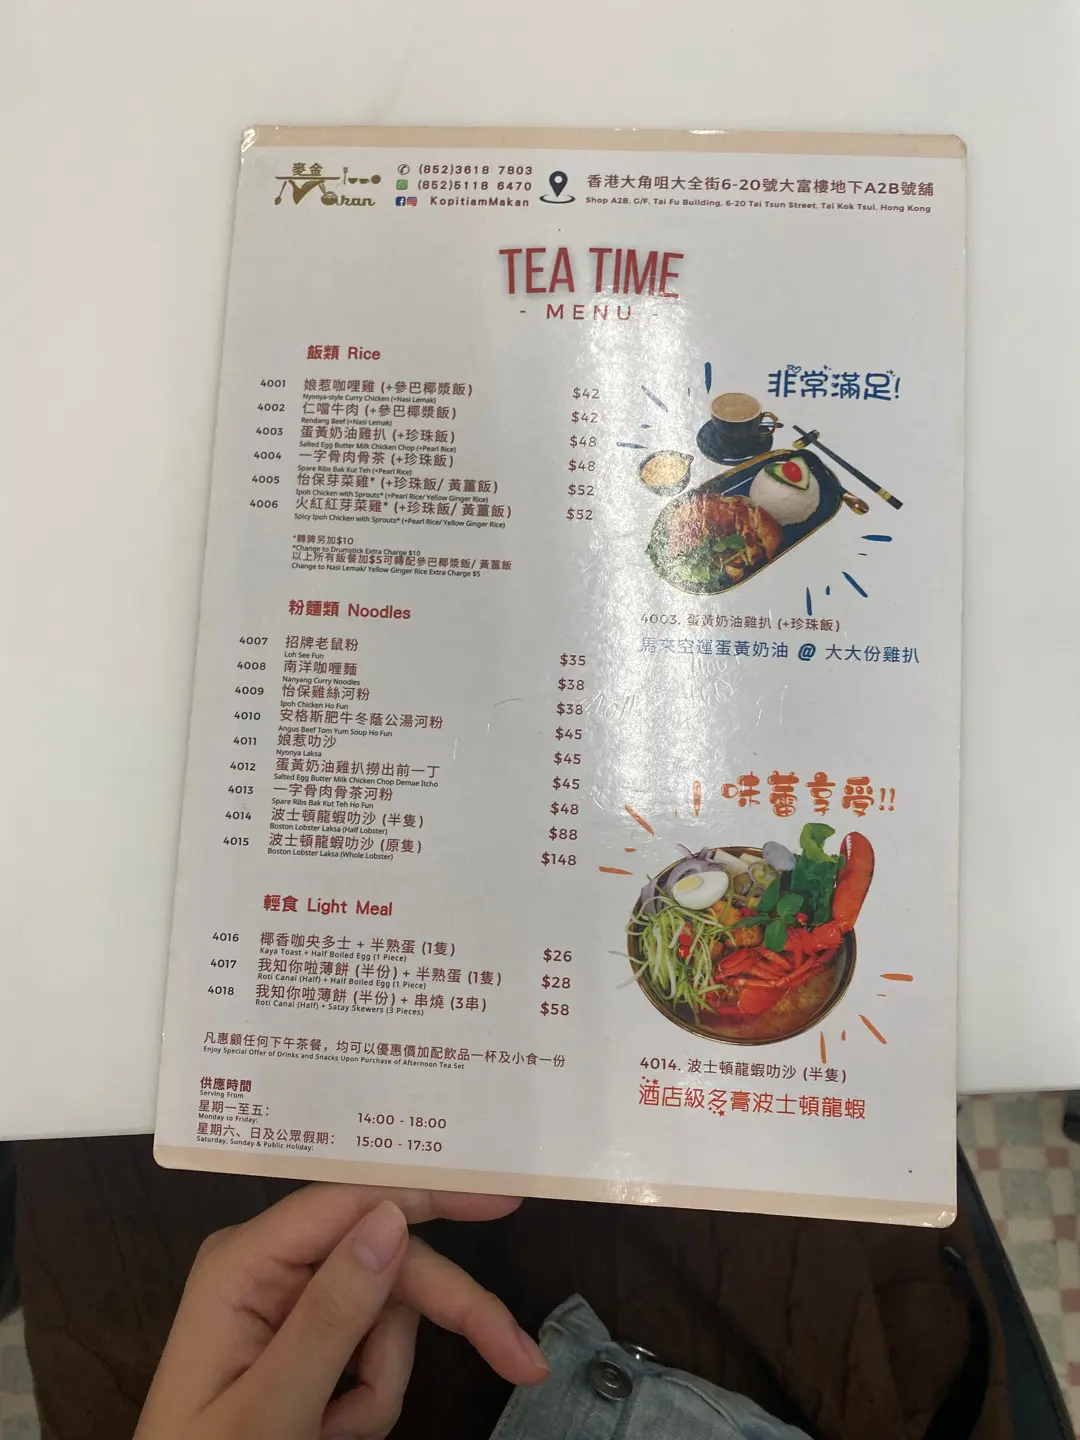 麥金
Makan
(852)3618 7803
(852)5118 6470
KopitiamMakan
香港大角咀大全街6-20號大富樓地下A2B號舖
Shop A2B, G/F, Tai Fu Building, 6-20 Tai Tsun Street, Tai Kok Tsui, Hong Kong
TEA TIME
- MENU -
飯類 Rice
4001 娘惹咖哩雞 (+參巴椰漿飯) $42
Nyonya-style Curry Chicken (+Nasi Lemak)
4002 仁噹牛肉 (+參巴椰漿飯) $42
Rendang Beef (+Nasi Lemak)
4003 蛋黃奶油雞扒 (+珍珠飯) $48
Salted Egg Butter Milk Chicken Chop (+Pearl Rice)
4004 一字骨肉骨茶 (+珍珠飯) $48
Spare Ribs Bak Kut Teh (+Pearl Rice)
4005 怡保芽菜雞* (+珍珠飯/ 黃薑飯) $52
Ipoh Chicken with Sprouts* (+Pearl Rice/ Yellow Ginger Rice)
4006 火紅紅芽菜雞* (+珍珠飯/ 黃薑飯) $52
Spicy Ipoh Chicken with Sprouts* (+Pearl Rice/ Yellow Ginger Rice)
*轉脾另加$10
*Change to Drumstick Extra Charge $10
以上所有飯餐加$5可轉配參巴椰漿飯/ 黃薑飯
Change to Nasi Lemak/ Yellow Ginger Rice Extra Charge $5
非常滿足!
4003. 蛋黃奶油雞扒 (+珍珠飯)
馬來空運蛋黃奶油 @ 大大份雞扒
粉麵類 Noodles
4007 招牌老鼠粉 $35
Loh See Fun
4008 南洋咖喱麵 $38
Nanyang Curry Noodles
4009 怡保雞絲河粉 $38
Ipoh Chicken Ho Fun
4010 安格斯肥牛冬蔭公湯河粉 $45
Angus Beef Tom Yum Soup Ho Fun
4011 娘惹叻沙 $45
Nyonya Laksa
4012 蛋黃奶油雞扒撈出前一丁 $45
Salted Egg Butter Milk Chicken Chop Demae Itcho
4013 一字骨肉骨茶河粉 $48
Spare Ribs Bak Kut Teh Ho Fun
4014 波士頓龍蝦叻沙 (半隻) $88
Boston Lobster Laksa (Half Lobster)
4015 波士頓龍蝦叻沙 (原隻) $148
Boston Lobster Laksa (Whole Lobster)
味蕾享受!!
4014. 波士頓龍蝦叻沙 (半隻)
酒店級多膏波士頓龍蝦
輕食 Light Meal
4016 椰香咖央多士 + 半熟蛋 (1隻) $26
Kaya Toast + Half Boiled Egg (1 Piece)
4017 我知你啦薄餅 (半份) + 半熟蛋 (1隻) $28
Roti Canai (Half) + Half Boiled Egg (1 Piece)
4018 我知你啦薄餅 (半份) + 串燒 (3串) $58
Roti Canai (Half) + Satay Skewers (3 Pieces)
凡惠顧任何下午茶餐，均可以優惠價加配飲品一杯及小食一份
Enjoy Special Offer of Drinks and Snacks Upon Purchase of Afternoon Tea Set
供應時間
Serving From
星期一至五: 14:00 - 18:00
Monday to Friday:
星期六、日及公眾假期: 15:00 - 17:30
Saturday, Sunday & Public Holiday: